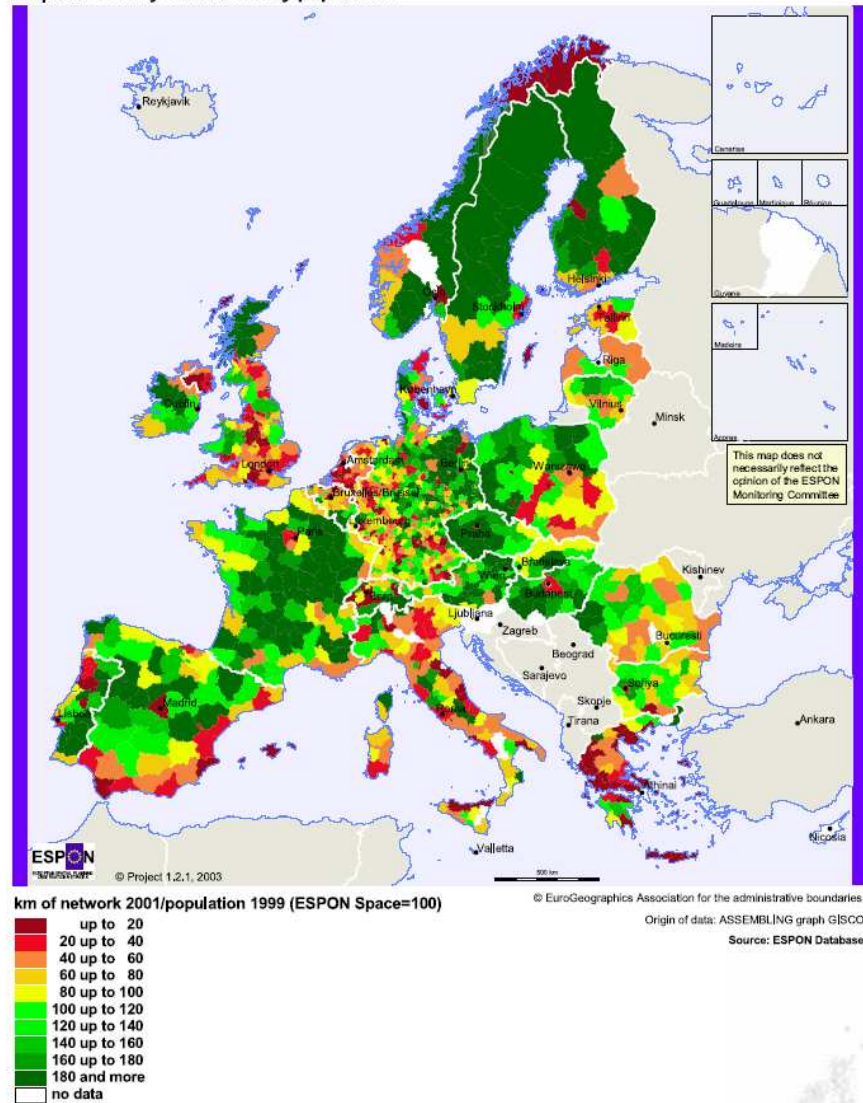 Reykjavik
Canarias
Guadeloupe Martinique Réunion
Guyane
Madeira
Açores
This map does not
necessarily reflect the
opinion of the ESPON
Monitoring Committee
Helsinki
Oslo
Stockholm
Tallinn
Riga
København
Vilnius
Minsk
Dublin
London
Amsterdam
Berlin
Warszawa
Bruxelles/Brussel
Luxembourg
Praha
Paris
Kishinev
Wien
Bratislava
Budapest
Bern
Ljubljana
Zagreb
Bucuresti
Beograd
Sarajevo
Sofiya
Skopje
Madrid
Lisboa
Roma
Tirana
Ankara
Athinai
Valletta
Nicosia
ESPON
© Project 1.2.1, 2003
500 km
km of network 2001/population 1999 (ESPON Space=100)
© EuroGeographics Association for the administrative boundaries
Origin of data: ASSEMBLING graph GISCO
Source: ESPON Database
up to 20
20 up to 40
40 up to 60
60 up to 80
80 up to 100
100 up to 120
120 up to 140
140 up to 160
160 up to 180
180 and more
no data